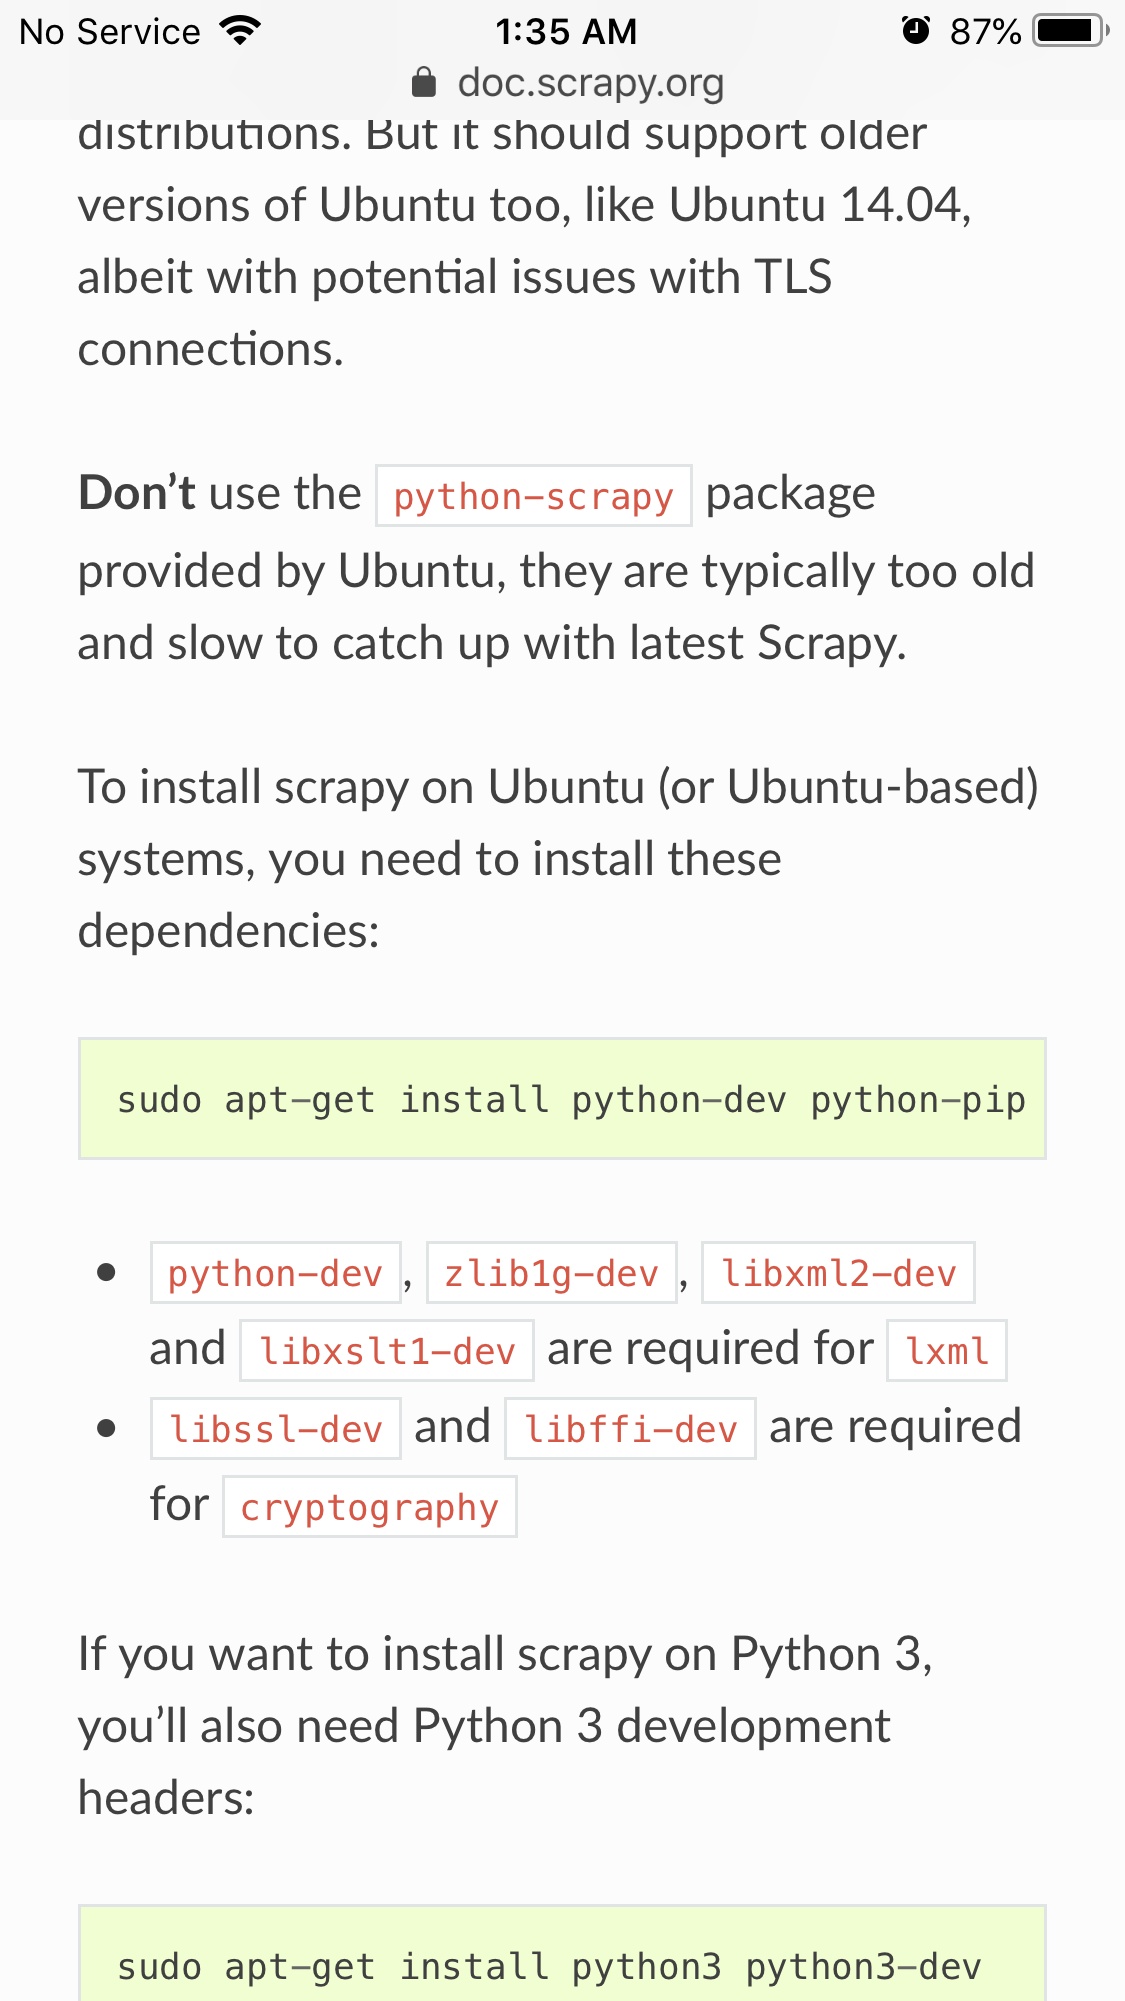 No Service 1:35 AM 87%
doc.scrapy.org
distributions. But it should support older
versions of Ubuntu too, like Ubuntu 14.04,
albeit with potential issues with TLS
connections.
Don’t use the python-scrapy package
provided by Ubuntu, they are typically too old
and slow to catch up with latest Scrapy.
To install scrapy on Ubuntu (or Ubuntu-based)
systems, you need to install these
dependencies:
sudo apt-get install python-dev python-pip
• python-dev, zlib1g-dev, libxml2-dev
and libxslt1-dev are required for lxml
• libssl-dev and libffi-dev are required
for cryptography
If you want to install scrapy on Python 3,
you’ll also need Python 3 development
headers:
sudo apt-get install python3 python3-dev